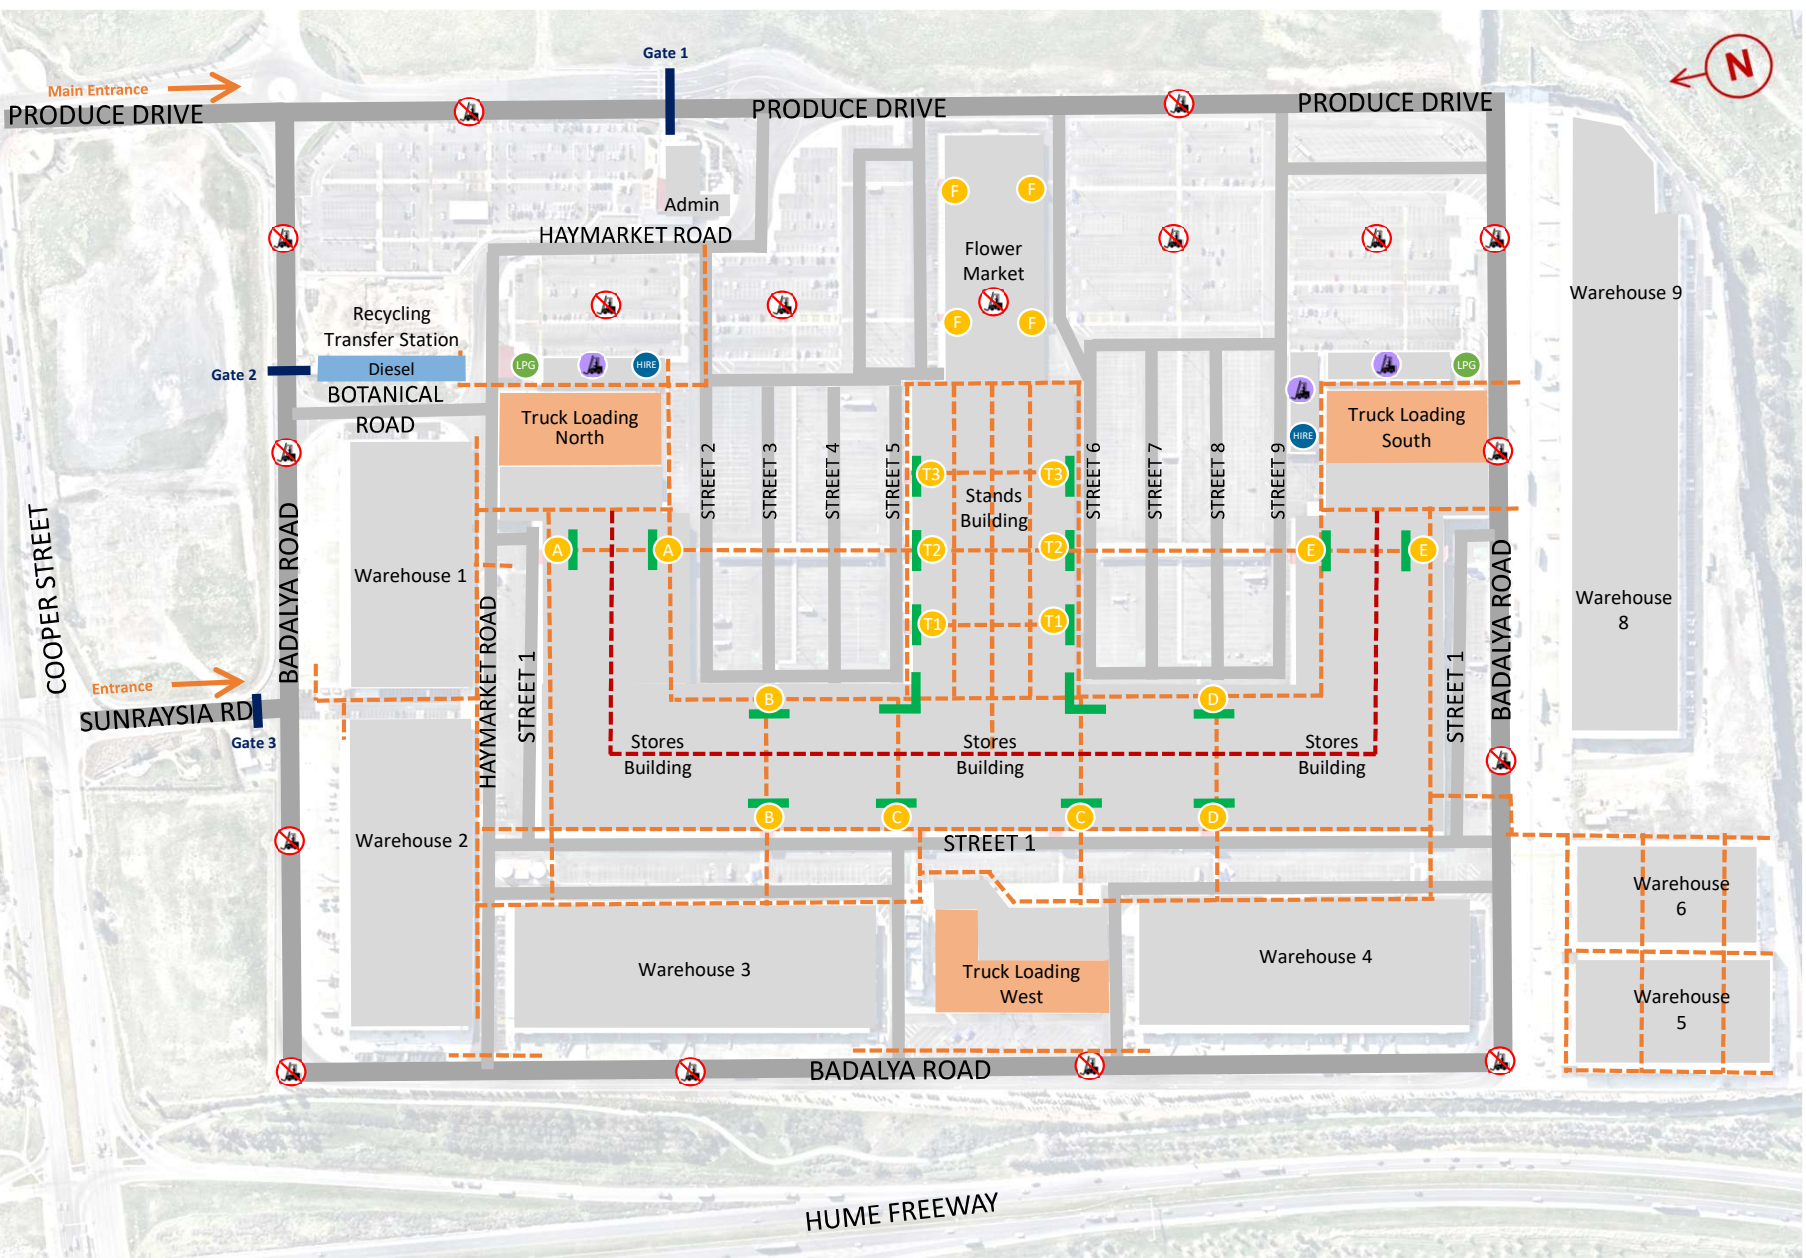 Gate 1
N
Main Entrance
PRODUCE DRIVE
PRODUCE DRIVE
PRODUCE DRIVE
Admin
F
F
HAYMARKET ROAD
Flower
Market
Warehouse 9
Recycling
Transfer Station
F
F
Gate 2
Diesel
LPG
HIRE
LPG
BOTANICAL
ROAD
Truck Loading
North
Truck Loading
South
HIRE
STREET 2
STREET 3
STREET 4
STREET 5
STREET 6
STREET 7
STREET 8
STREET 9
T3
T3
Stands
Building
A
A
T2
T2
E
E
COOPER STREET
BADALYA ROAD
Warehouse 1
T1
T1
Warehouse
8
HAYMARKET ROAD
STREET 1
STREET 1
BADALYA ROAD
Entrance
SUNRAYSIA RD
Gate 3
B
D
Stores
Building
Stores
Building
Stores
Building
B
C
C
D
Warehouse 2
STREET 1
Warehouse
6
Warehouse 3
Truck Loading
West
Warehouse 4
Warehouse
5
BADALYA ROAD
HUME FREEWAY